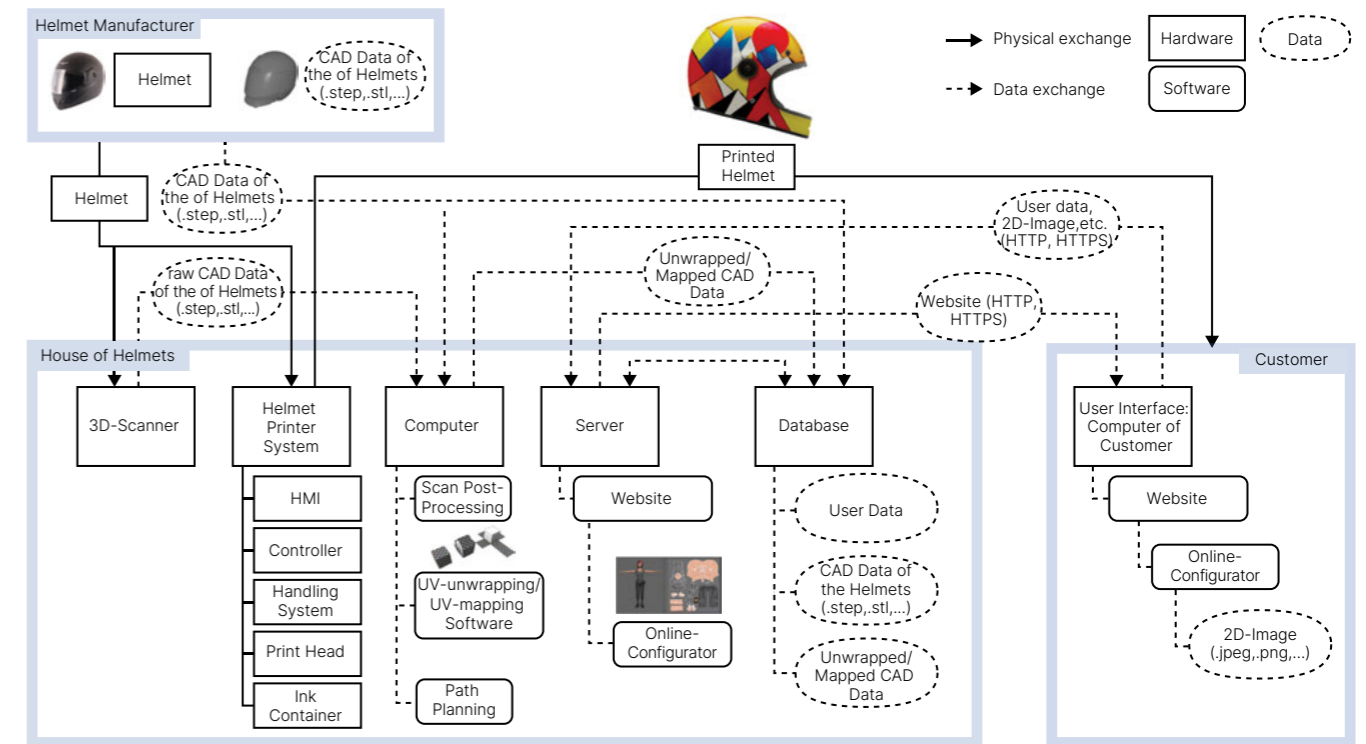 Helmet Manufacturer
Helmet
CAD Data of
the of Helmets
(.step,.stl,...)
Physical exchange
Data exchange
Hardware
Software
Data
Printed
Helmet
Helmet
CAD Data of
the of Helmets
(.step,.stl,...)
User data,
2D-Image,etc.
(HTTP, HTTPS)
raw CAD Data
of the of Helmets
(.step,.stl,...)
Unwrapped/
Mapped CAD
Data
Website (HTTP,
HTTPS)
House of Helmets
3D-Scanner
Helmet
Printer
System
HMI
Controller
Handling
System
Print Head
Ink
Container
Computer
Scan Post-
Processing
UV-unwrapping/
UV-mapping
Software
Path
Planning
Server
Website
Online-
Configurator
Database
User Data
CAD Data of
the Helmets
(.step,.stl,...)
Unwrapped/
Mapped CAD
Data
Customer
User Interface:
Computer of
Customer
Website
Online-
Configurator
2D-Image
(.jpeg,.png,...)